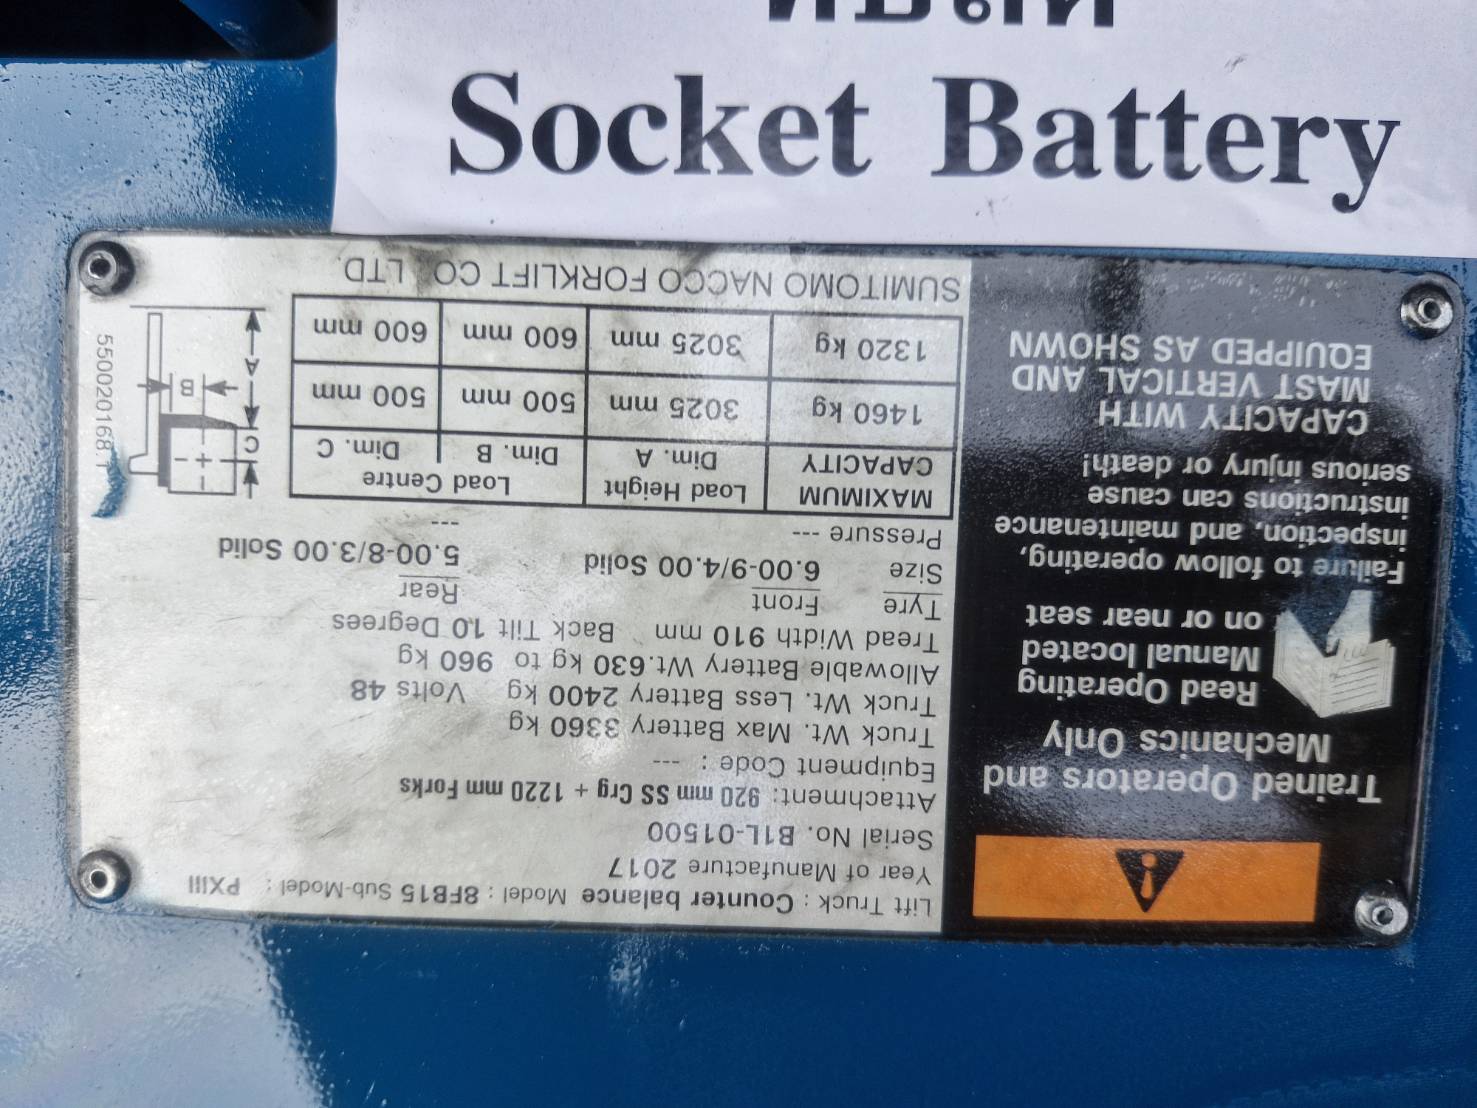 Socket Battery
Lift Truck : Counter balance Model : 8FB15 Sub-Model : PXIII
Year of Manufacture 2017
Serial No. B1L-01500
Attachment: 920 mm SS Crg + 1220 mm Forks
Equipment Code : ---
Truck Wt. Max Battery 3360 kg
Truck Wt. Less Battery 2400 kg Volts 48
Allowable Battery Wt. 630 kg to 960 kg
Tread Width 910 mm Back Tilt 10 Degrees
Tyre Front Rear
Size 6.00-9/4.00 Solid 5.00-8/3.00 Solid
Pressure --- ---
MAXIMUM CAPACITY Load Height Dim. A Load Centre Dim. B Dim. C
1460 kg 3025 mm 500 mm 500 mm
1320 kg 3025 mm 600 mm 600 mm
SUMITOMO NACCO FORKLIFT CO., LTD.
A
B
C
550020168
Trained Operators and
Mechanics Only
Read Operating
Manual located
on or near seat
Failure to follow operating,
inspection, and maintenance
instructions can cause
serious injury or death!
CAPACITY WITH
MAST VERTICAL AND
EQUIPPED AS SHOWN